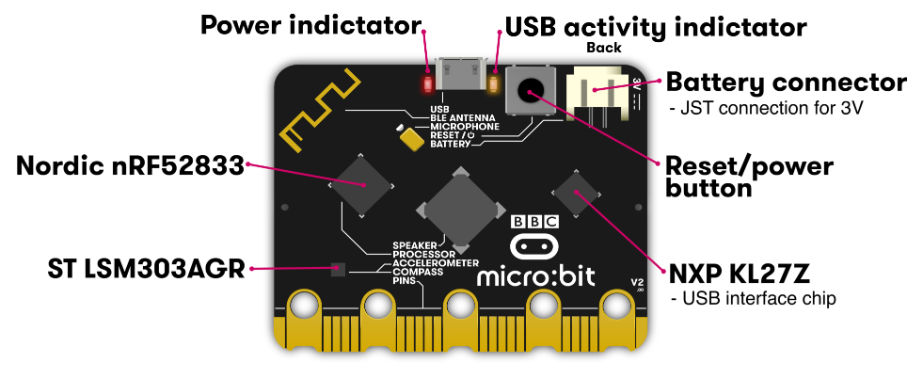 Power indictator
USB activity indictator
Back
Battery connector
- JST connection for 3V
3V
USB
BLE ANTENNA
MICROPHONE
RESET /
BATTERY
Nordic nRF52833
Reset/power
button
BBC
SPEAKER
PROCESSOR
ACCELEROMETER
COMPASS
PINS
ST LSM303AGR
micro:bit
NXP KL27Z
- USB interface chip
V2